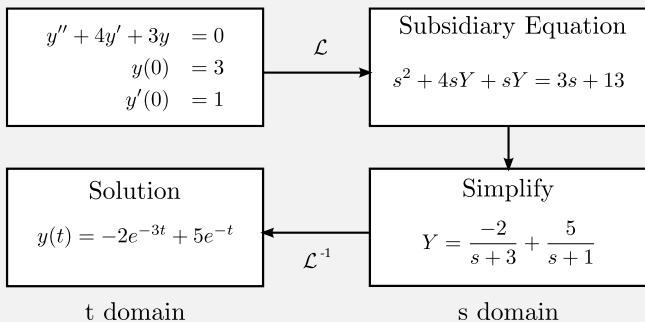 y'' + 4y' + 3y = 0
y(0) = 3
y'(0) = 1
ℒ
Subsidiary Equation
s² + 4sY + sY = 3s + 13
Simplify
Y = -2/(s + 3) + 5/(s + 1)
ℒ⁻¹
Solution
y(t) = −2e^{−3t} + 5e^{−t}
t domain
s domain